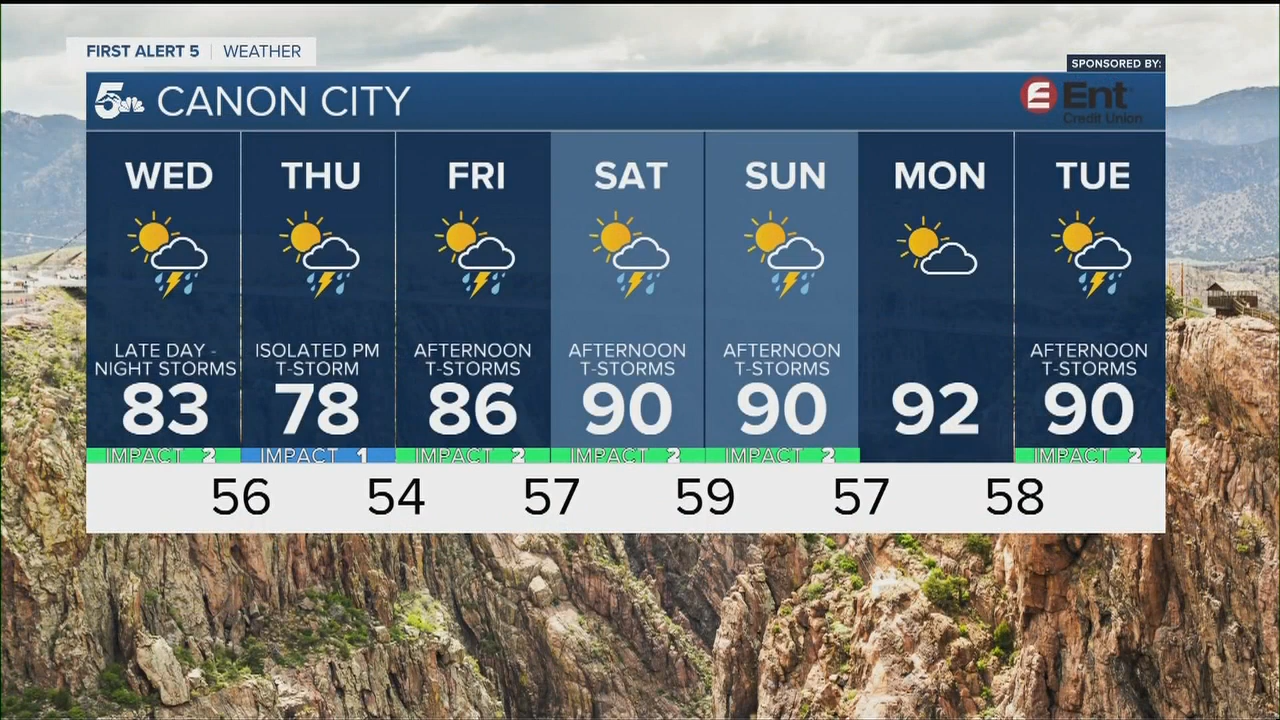 FIRST ALERT 5 | WEATHER
SPONSORED BY:
5 CANON CITY
Ent
Credit Union
WED THU FRI SAT SUN MON TUE
LATE DAY - ISOLATED PM AFTERNOON AFTERNOON AFTERNOON AFTERNOON
NIGHT STORMS T-STORM T-STORMS T-STORMS T-STORMS T-STORMS
83 78 86 90 90 92 90
IMPACT 2 IMPACT 1 IMPACT 2 IMPACT 2 IMPACT 2 IMPACT 2
56 54 57 59 57 58